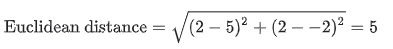 Euclidean distance = √((2 − 5)² + (2 − −2)²) = 5